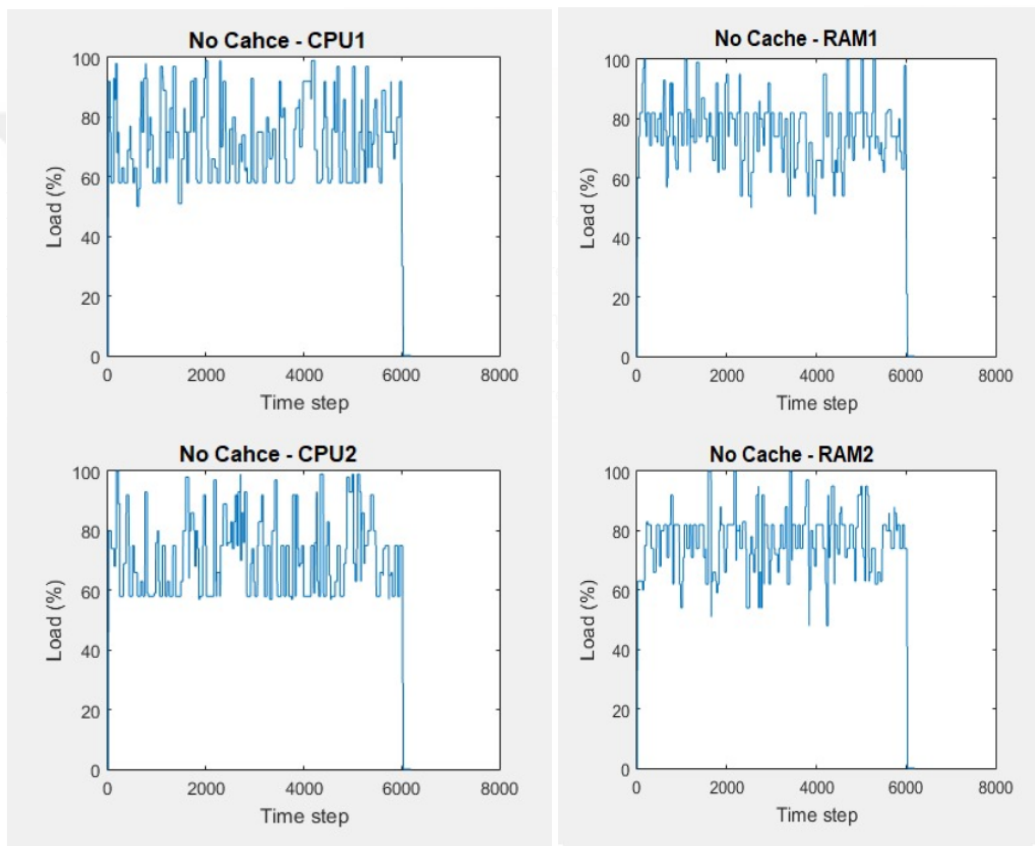 No Cahce - CPU1
100
80
60
40
20
0
Load (%)
0 2000 4000 6000 8000
Time step
No Cache - RAM1
100
80
60
40
20
0
Load (%)
0 2000 4000 6000 8000
Time step
No Cahce - CPU2
100
80
60
40
20
0
Load (%)
0 2000 4000 6000 8000
Time step
No Cache - RAM2
100
80
60
40
20
0
Load (%)
0 2000 4000 6000 8000
Time step